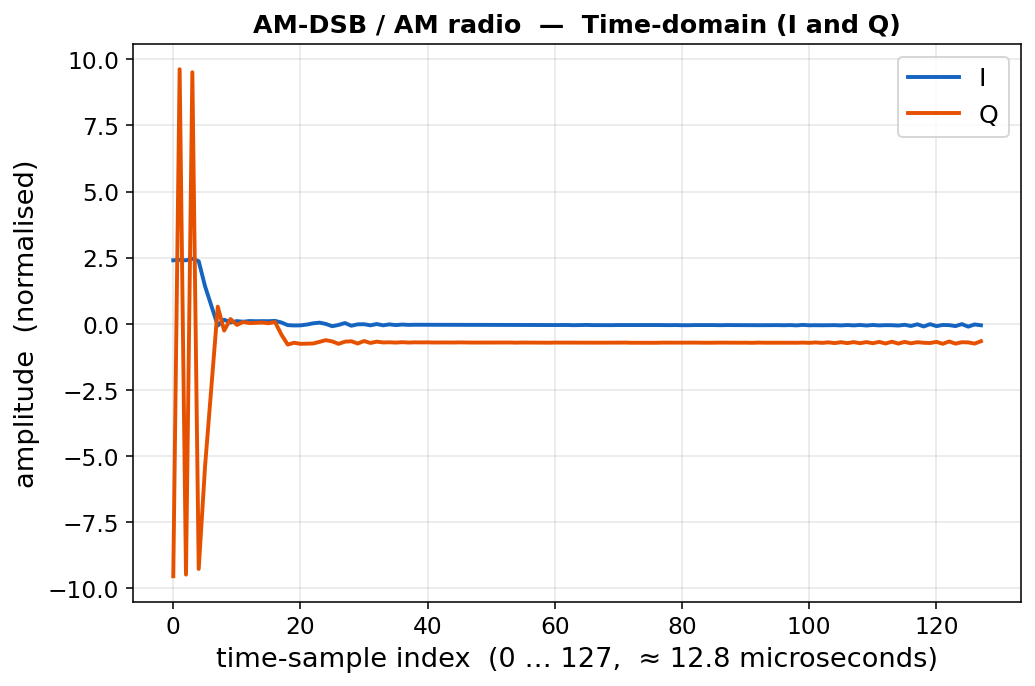 AM-DSB / AM radio — Time-domain (I and Q)
10.0
7.5
5.0
2.5
0.0
−2.5
−5.0
−7.5
−10.0
amplitude (normalised)
I
Q
0 20 40 60 80 100 120
time-sample index (0 ... 127, ≈ 12.8 microseconds)